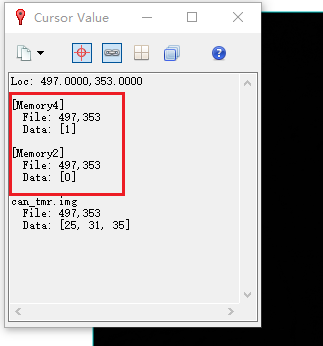 Cursor Value
Loc: 497.0000,353.0000
[Memory4]
File: 497,353
Data: [1]
[Memory2]
File: 497,353
Data: [0]
can_tmr.img
File: 497,353
Data: [25, 31, 35]